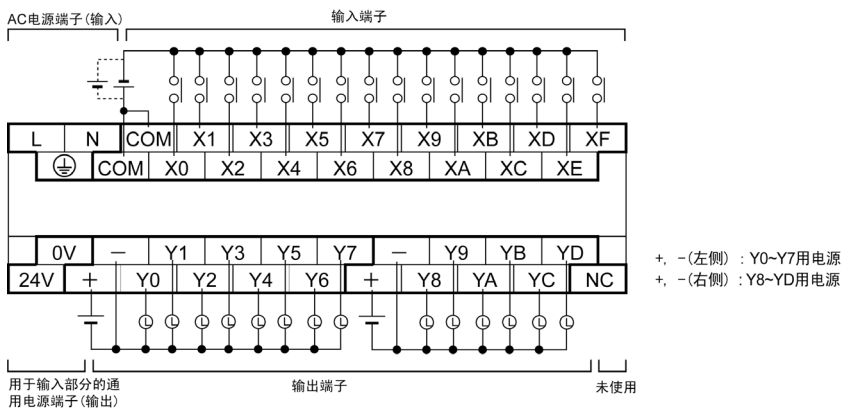 AC电源端子(输入)
输入端子
L N COM X1 X3 X5 X7 X9 XB XD XF
COM X0 X2 X4 X6 X8 XA XC XE
0V − Y1 Y3 Y5 Y7 − Y9 YB YD
24V + Y0 Y2 Y4 Y6 + Y8 YA YC NC
L L L L L L L L L L L L L L
+, −(左侧) : Y0~Y7用电源
+, −(右侧) : Y8~YD用电源
用于输入部分的通
用电源端子(输出)
输出端子
未使用